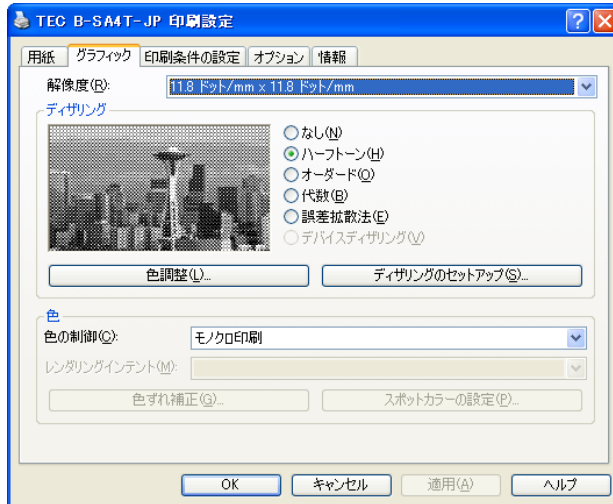 TEC B-SA4T-JP 印刷設定
用紙 グラフィック 印刷条件の設定 オプション 情報
解像度(R): 11.8 ドット/mm x 11.8 ドット/mm
ディザリング
なし(N)
ハーフトーン(H)
オーダード(O)
代数(B)
誤差拡散法(E)
デバイスディザリング(V)
色調整(L)... ディザリングのセットアップ(S)...
色
色の制御(C): モノクロ印刷
レンダリングインテント(M):
色ずれ補正(G)... スポットカラーの設定(P)...
OK キャンセル 適用(A) ヘルプ